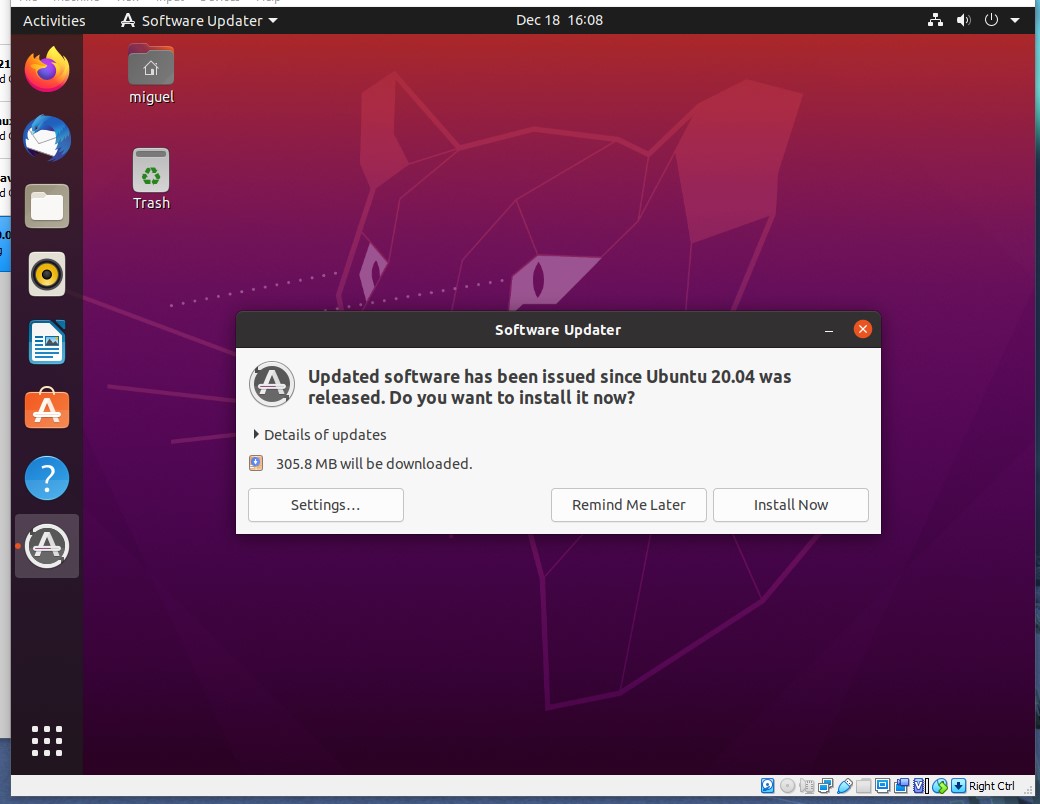 Activities
Software Updater
Dec 18 16:08
miguel
Trash
Software Updater
Updated software has been issued since Ubuntu 20.04 was
released. Do you want to install it now?
Details of updates
305.8 MB will be downloaded.
Settings…
Remind Me Later
Install Now
Right Ctrl